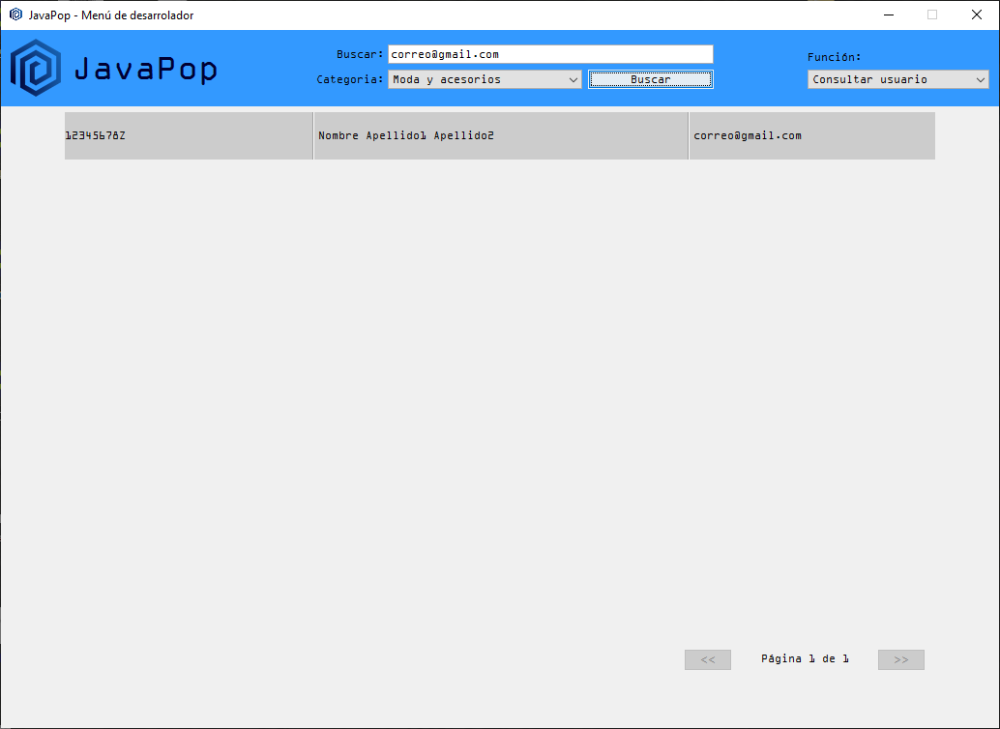 JavaPop - Menú de desarrolador
JavaPop
Buscar: correo@gmail.com
Categoria: Moda y acesorios
Buscar
Función:
Consultar usuario
12345678Z
Nombre Apellido1 Apellido2
correo@gmail.com
<<
Página 1 de 1
>>